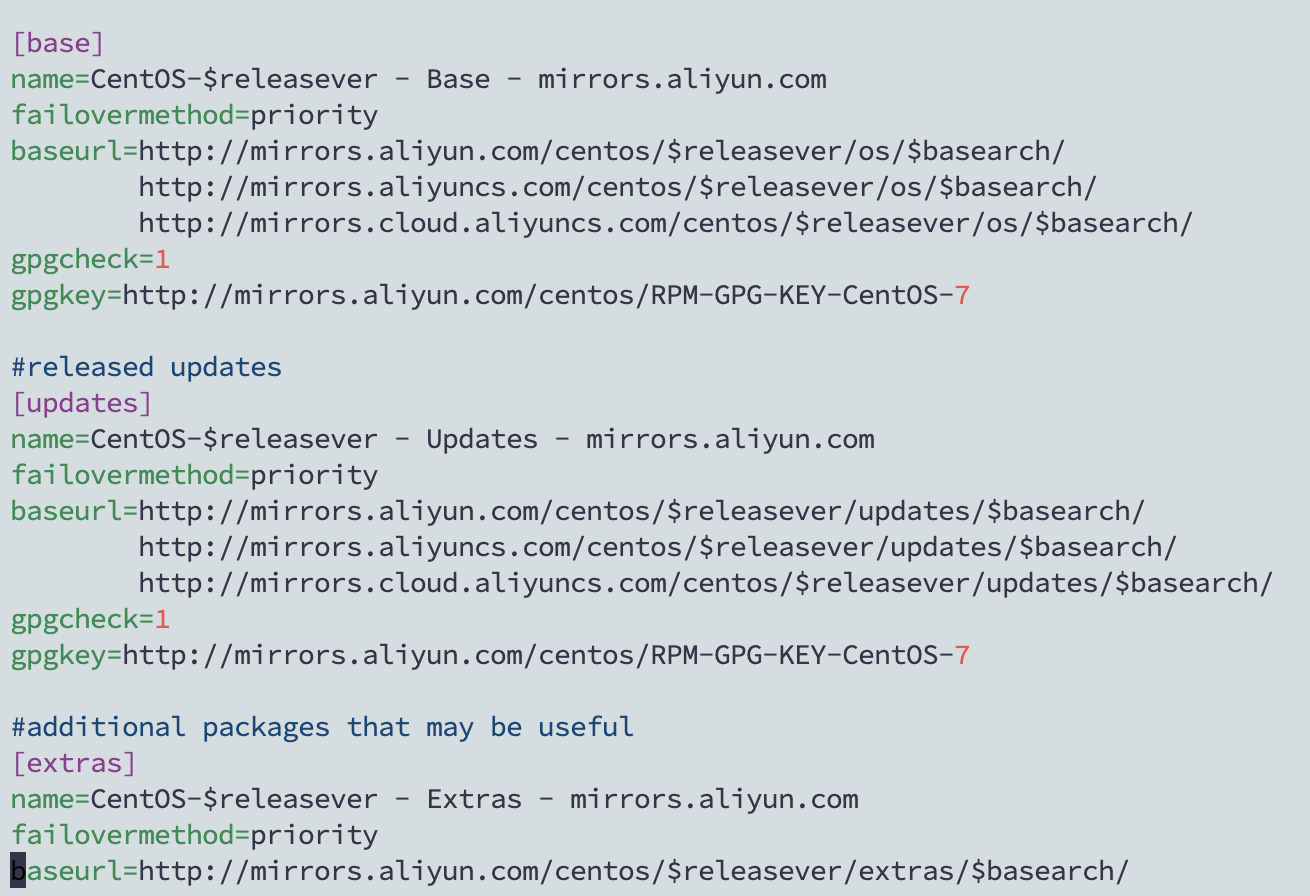 [base]
name=CentOS-$releasever - Base - mirrors.aliyun.com
failovermethod=priority
baseurl=http://mirrors.aliyun.com/centos/$releasever/os/$basearch/
        http://mirrors.aliyuncs.com/centos/$releasever/os/$basearch/
        http://mirrors.cloud.aliyuncs.com/centos/$releasever/os/$basearch/
gpgcheck=1
gpgkey=http://mirrors.aliyun.com/centos/RPM-GPG-KEY-CentOS-7

#released updates
[updates]
name=CentOS-$releasever - Updates - mirrors.aliyun.com
failovermethod=priority
baseurl=http://mirrors.aliyun.com/centos/$releasever/updates/$basearch/
        http://mirrors.aliyuncs.com/centos/$releasever/updates/$basearch/
        http://mirrors.cloud.aliyuncs.com/centos/$releasever/updates/$basearch/
gpgcheck=1
gpgkey=http://mirrors.aliyun.com/centos/RPM-GPG-KEY-CentOS-7

#additional packages that may be useful
[extras]
name=CentOS-$releasever - Extras - mirrors.aliyun.com
failovermethod=priority
baseurl=http://mirrors.aliyun.com/centos/$releasever/extras/$basearch/